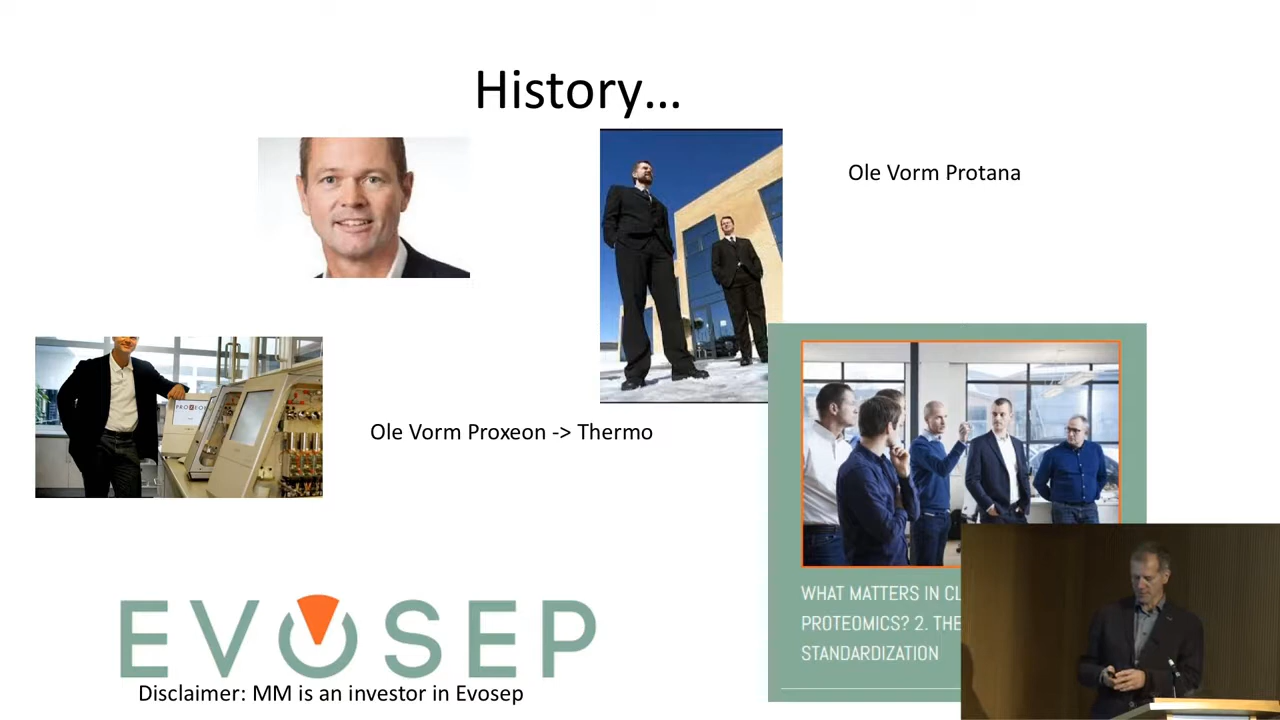 History...
Ole Vorm Protana
Ole Vorm Proxeon -> Thermo
EVOSEP
Disclaimer: MM is an investor in Evosep
WHAT MATTERS IN
PROTEOMICS? 2. THE
STANDARDIZATION